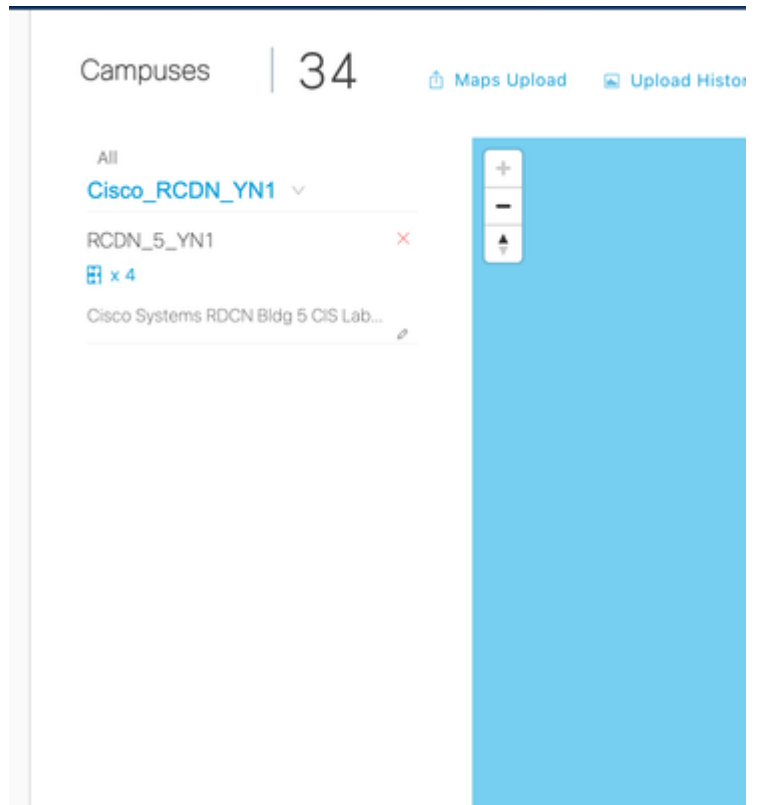 Campuses
34
Maps Upload
Upload Histor
All
Cisco_RCDN_YN1
RCDN_5_YN1
x 4
Cisco Systems RDCN Bldg 5 CIS Lab...